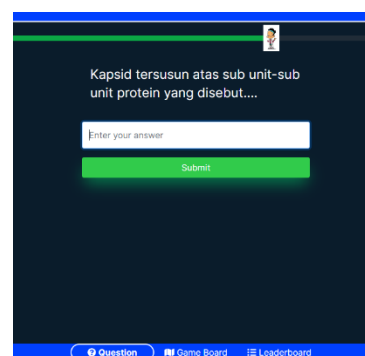 Kapsid tersusun atas sub unit-sub
unit protein yang disebut....
Enter your answer
Submit
Question
Game Board
Leaderboard